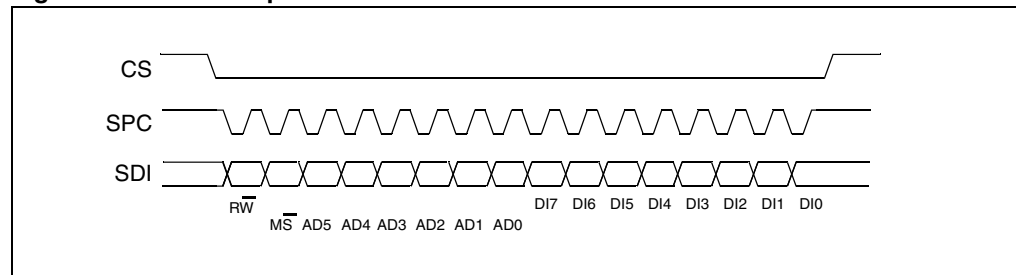 CS
SPC
SDI
DI7 DI6 DI5 DI4 DI3 DI2 DI1 DI0
RW̅
MS̅ AD5 AD4 AD3 AD2 AD1 AD0